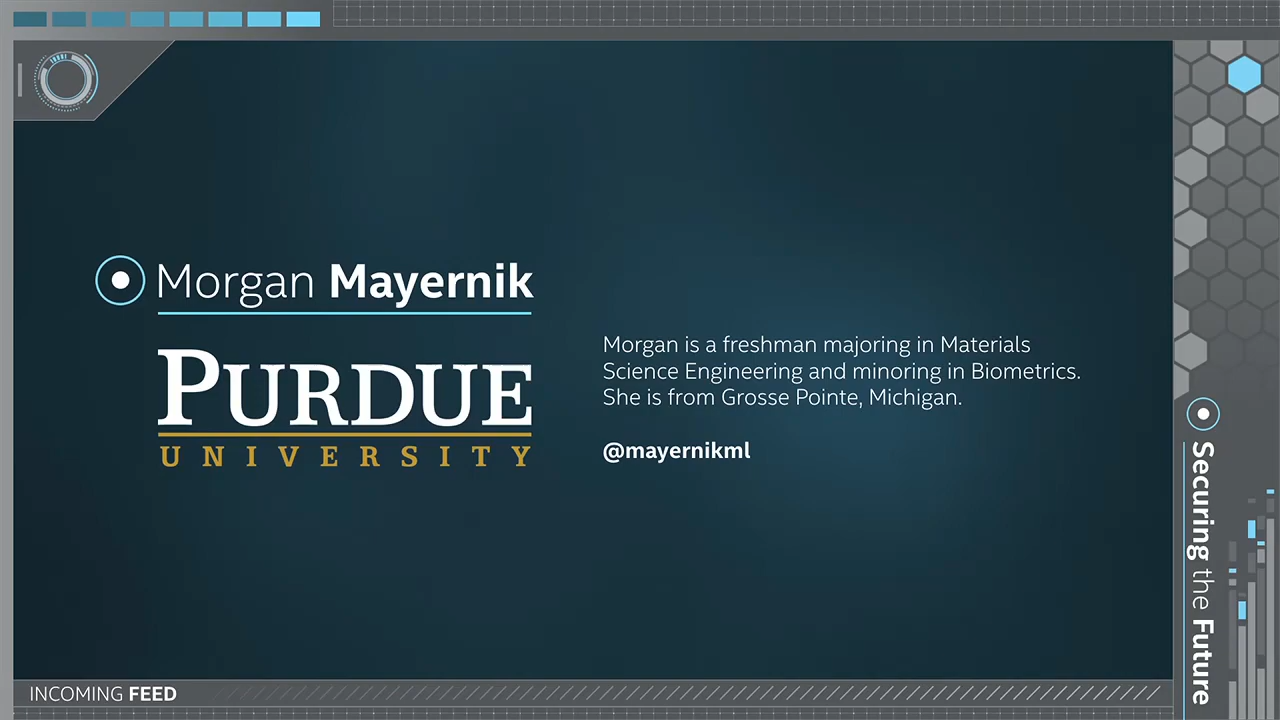 Morgan Mayernik
PURDUE
UNIVERSITY
Morgan is a freshman majoring in Materials
Science Engineering and minoring in Biometrics.
She is from Grosse Pointe, Michigan.
@mayernikml
Securing the Future
INCOMING FEED